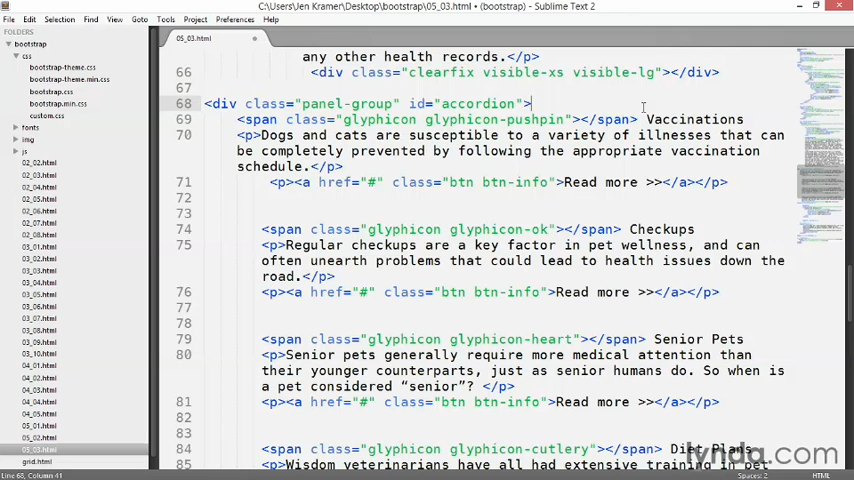 C:\Users\Jen Kramer\Desktop\bootstrap\05_03.html • (bootstrap) - Sublime Text 2
File Edit Selection Find View Goto Tools Project Preferences Help
FOLDERS
bootstrap
css
bootstrap-theme.css
bootstrap-theme.min.css
bootstrap.css
bootstrap.min.css
custom.css
fonts
img
js
02_02.html
02_03.html
02_04.html
02_05.html
02_06.html
02_07.html
03_01.html
03_02.html
03_03.html
03_04.html
03_05.html
03_06.html
03_07.html
03_08.html
03_09.html
03_10.html
04_01.html
04_02.html
04_03.html
04_04.html
04_05.html
05_01.html
05_02.html
05_03.html
grid.html
05_03.html
any other health records.</p>
66 <div class="clearfix visible-xs visible-lg"></div>
67
68 <div class="panel-group" id="accordion">
69 <span class="glyphicon glyphicon-pushpin"></span> Vaccinations
70 <p>Dogs and cats are susceptible to a variety of illnesses that can
be completely prevented by following the appropriate vaccination
schedule.</p>
71 <p><a href="#" class="btn btn-info">Read more >></a></p>
72
73
74 <span class="glyphicon glyphicon-ok"></span> Checkups
75 <p>Regular checkups are a key factor in pet wellness, and can
often unearth problems that could lead to health issues down the
road.</p>
76 <p><a href="#" class="btn btn-info">Read more >></a></p>
77
78
79 <span class="glyphicon glyphicon-heart"></span> Senior Pets
80 <p>Senior pets generally require more medical attention than
their younger counterparts, just as senior humans do. So when is
a pet considered “senior”? </p>
81 <p><a href="#" class="btn btn-info">Read more >></a></p>
82
83
84 <span class="glyphicon glyphicon-cutlery"></span> Diet Plans
85 <p>Wisdom veterinarians have all had extensive training in pet
lynda.com
Line 68, Column 41
Spaces: 2
HTML